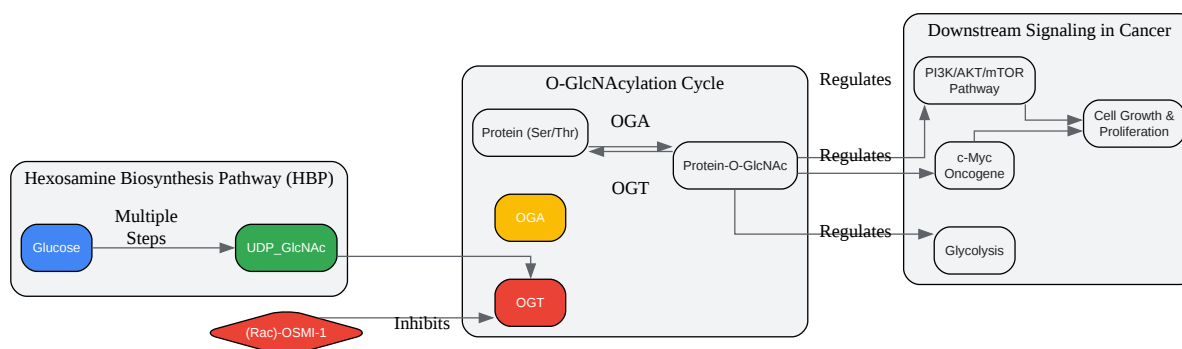 Downstream Signaling in Cancer
PI3K/AKT/mTOR
Pathway
Regulates
Cell Growth &
Proliferation
c-Myc
Oncogene
Regulates
Glycolysis
Regulates
O-GlcNAcylation Cycle
Protein (Ser/Thr)
OGA
Protein-O-GlcNAc
OGT
OGA
OGT
Hexosamine Biosynthesis Pathway (HBP)
Glucose
Multiple
Steps
UDP_GlcNAc
(Rac)-OSMI-1
Inhibits